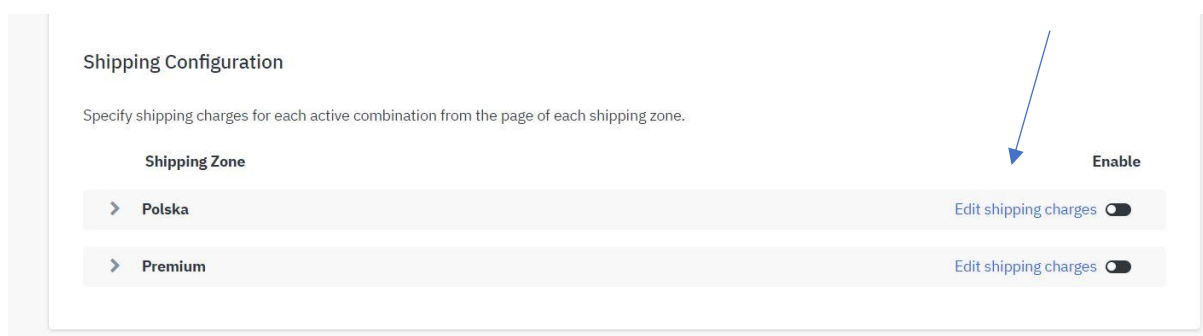 Shipping Configuration
Specify shipping charges for each active combination from the page of each shipping zone.
Shipping Zone Enable
Polska Edit shipping charges
Premium Edit shipping charges